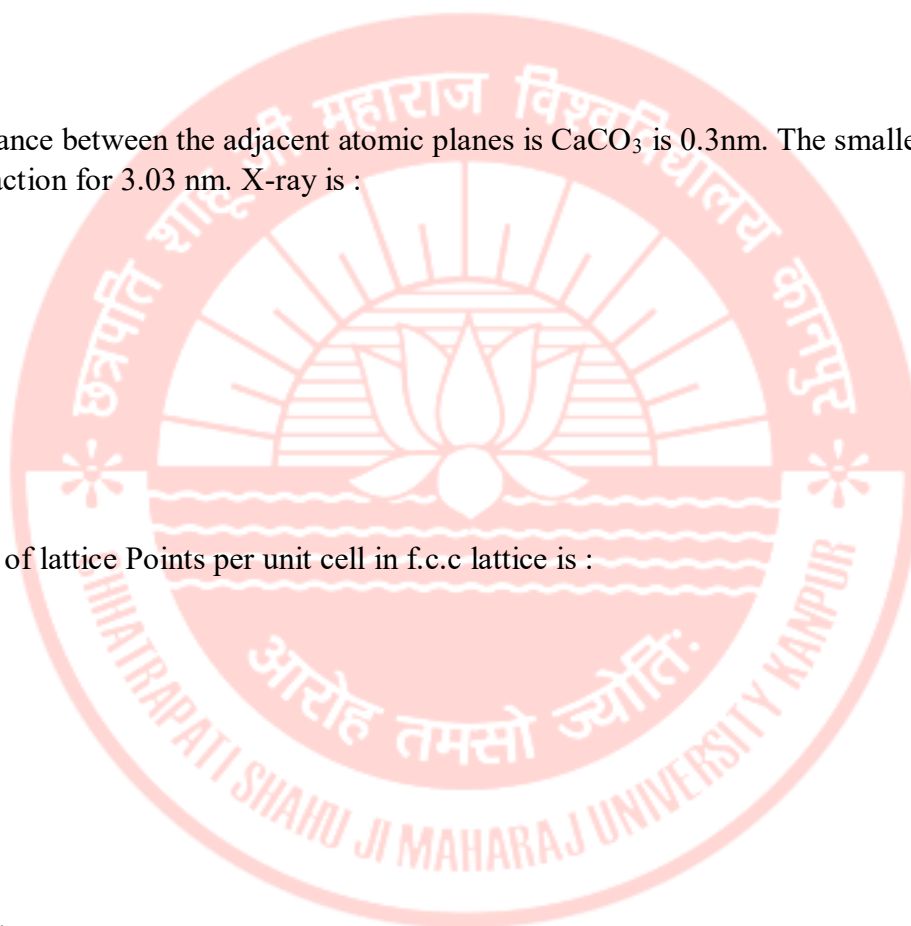 ance between the adjacent atomic planes is CaCO₃ is 0.3nm. The smalle
action for 3.03 nm. X-ray is :
of lattice Points per unit cell in f.c.c lattice is :
छत्रपति शाहू जी महाराज विश्वविद्यालय कानपुर
आरोह तमसो ज्योतिः
CHHATRAPATI SHAHU JI MAHARAJ UNIVERSITY KANPUR